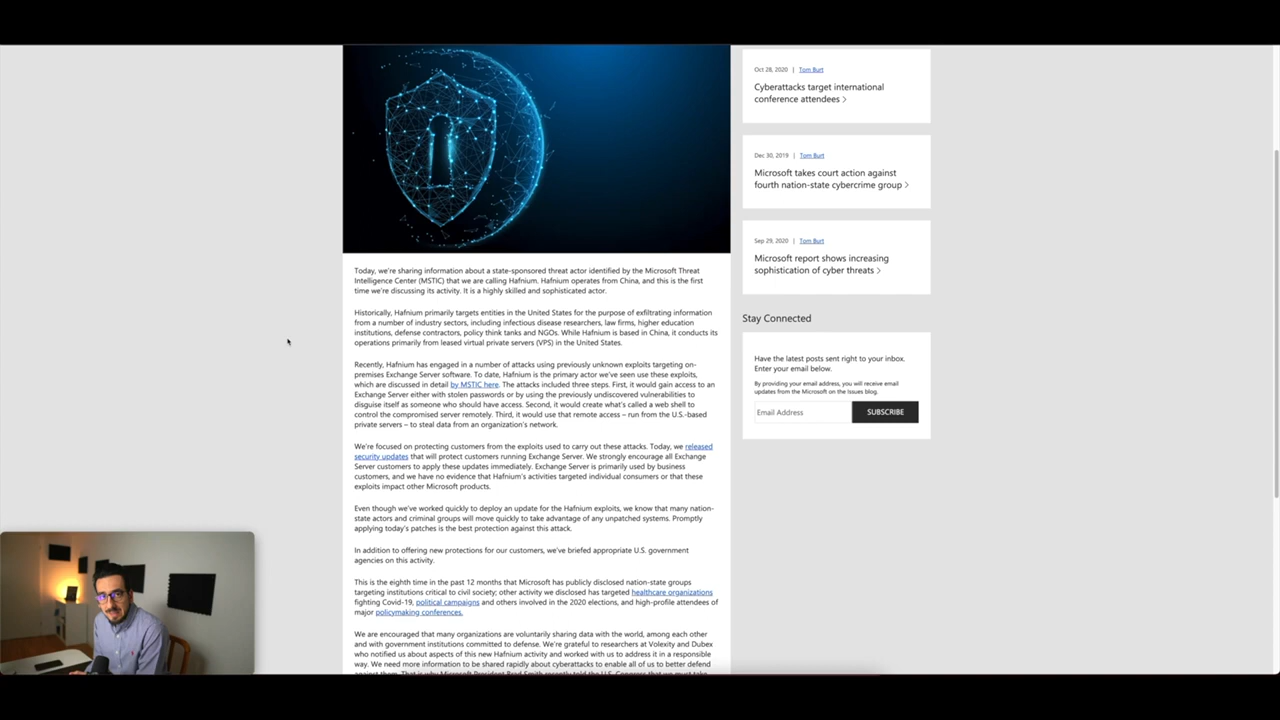 Today, we're sharing information about a state-sponsored threat actor identified by the Microsoft Threat
Intelligence Center (MSTIC) that we are calling Hafnium. Hafnium operates from China, and this is the first
time we're discussing its activity. It is a highly skilled and sophisticated actor.
Historically, Hafnium primarily targets entities in the United States for the purpose of exfiltrating information
from a number of industry sectors, including infectious disease researchers, law firms, higher education
institutions, defense contractors, policy think tanks and NGOs. While Hafnium is based in China, it conducts its
operations primarily from leased virtual private servers (VPS) in the United States.
Recently, Hafnium has engaged in a number of attacks using previously unknown exploits targeting on-
premises Exchange Server software. To date, Hafnium is the primary actor we've seen use these exploits,
which are discussed in detail by MSTIC here. The attacks included three steps. First, it would gain access to an
Exchange Server either with stolen passwords or by using the previously undiscovered vulnerabilities to
disguise itself as someone who should have access. Second, it would create what's called a web shell to
control the compromised server remotely. Third, it would use that remote access – run from the U.S.-based
private servers – to steal data from an organization's network.
We're focused on protecting customers from the exploits used to carry out these attacks. Today, we released
security updates that will protect customers running Exchange Server. We strongly encourage all Exchange
Server customers to apply these updates immediately. Exchange Server is primarily used by business
customers, and we have no evidence that Hafnium's activities targeted individual consumers or that these
exploits impact other Microsoft products.
Even though we've worked quickly to deploy an update for the Hafnium exploits, we know that many nation-
state actors and criminal groups will move quickly to take advantage of any unpatched systems. Promptly
applying today's patches is the best protection against this attack.
In addition to offering new protections for our customers, we've briefed appropriate U.S. government
agencies on this activity.
This is the eighth time in the past 12 months that Microsoft has publicly disclosed nation-state groups
targeting institutions critical to civil society; other activity we disclosed has targeted healthcare organizations
fighting Covid-19, political campaigns and others involved in the 2020 elections, and high-profile attendees of
major policymaking conferences.
We are encouraged that many organizations are voluntarily sharing data with the world, among each other
and with government institutions committed to defense. We're grateful to researchers at Volexity and Dubex
who notified us about aspects of this new Hafnium activity and worked with us to address it in a responsible
way. We need more information to be shared rapidly about cyberattacks to enable all of us to better defend
against them. That is why Microsoft President Brad Smith recently told the U.S. Congress that we must take
Oct 28, 2020 | Tom Burt
Cyberattacks target international
conference attendees >
Dec 30, 2019 | Tom Burt
Microsoft takes court action against
fourth nation-state cybercrime group >
Sep 29, 2020 | Tom Burt
Microsoft report shows increasing
sophistication of cyber threats >
Stay Connected
Have the latest posts sent right to your inbox.
Enter your email below.
By providing your email address, you will receive email
updates from the Microsoft on the Issues blog.
Email Address
SUBSCRIBE